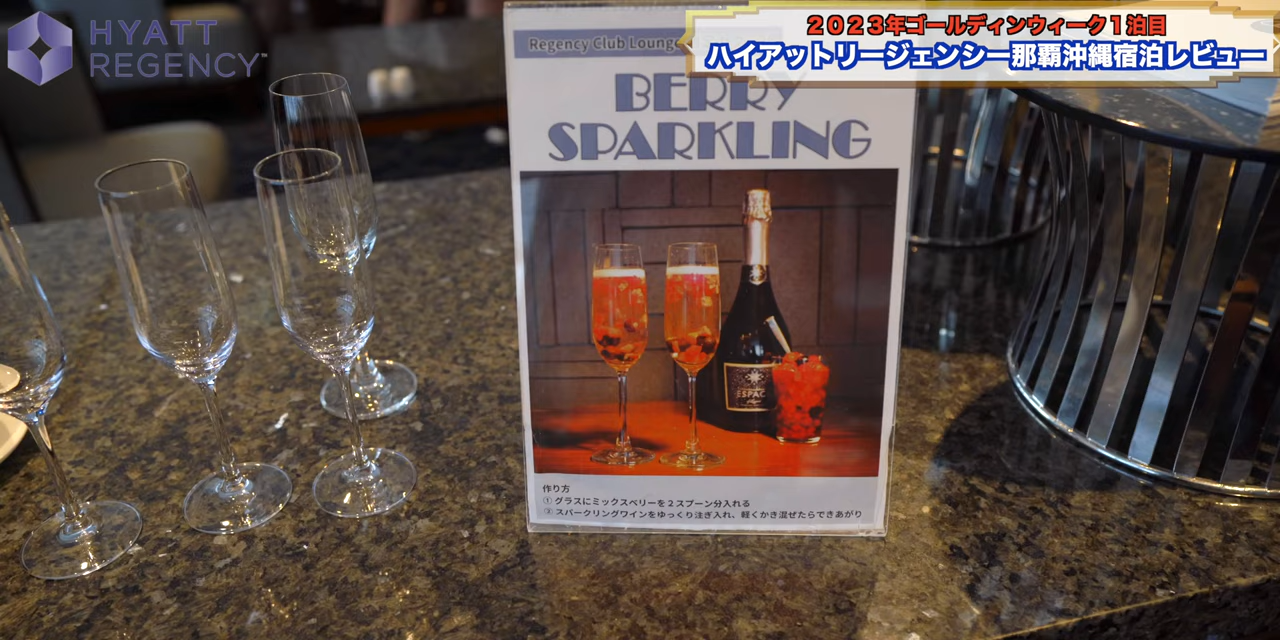 HYATT
REGENCY™
2023年ゴールディンウィーク1泊目
ハイアットリージェンシー那覇沖縄宿泊レビュー
Regency Club Lounge
BERRY
SPARKLING
ESPAC
作り方
① グラスにミックスベリーを2スプーン分入れる
② スパークリングワインをゆっくり注ぎ入れ、軽くかき混ぜたらできあがり